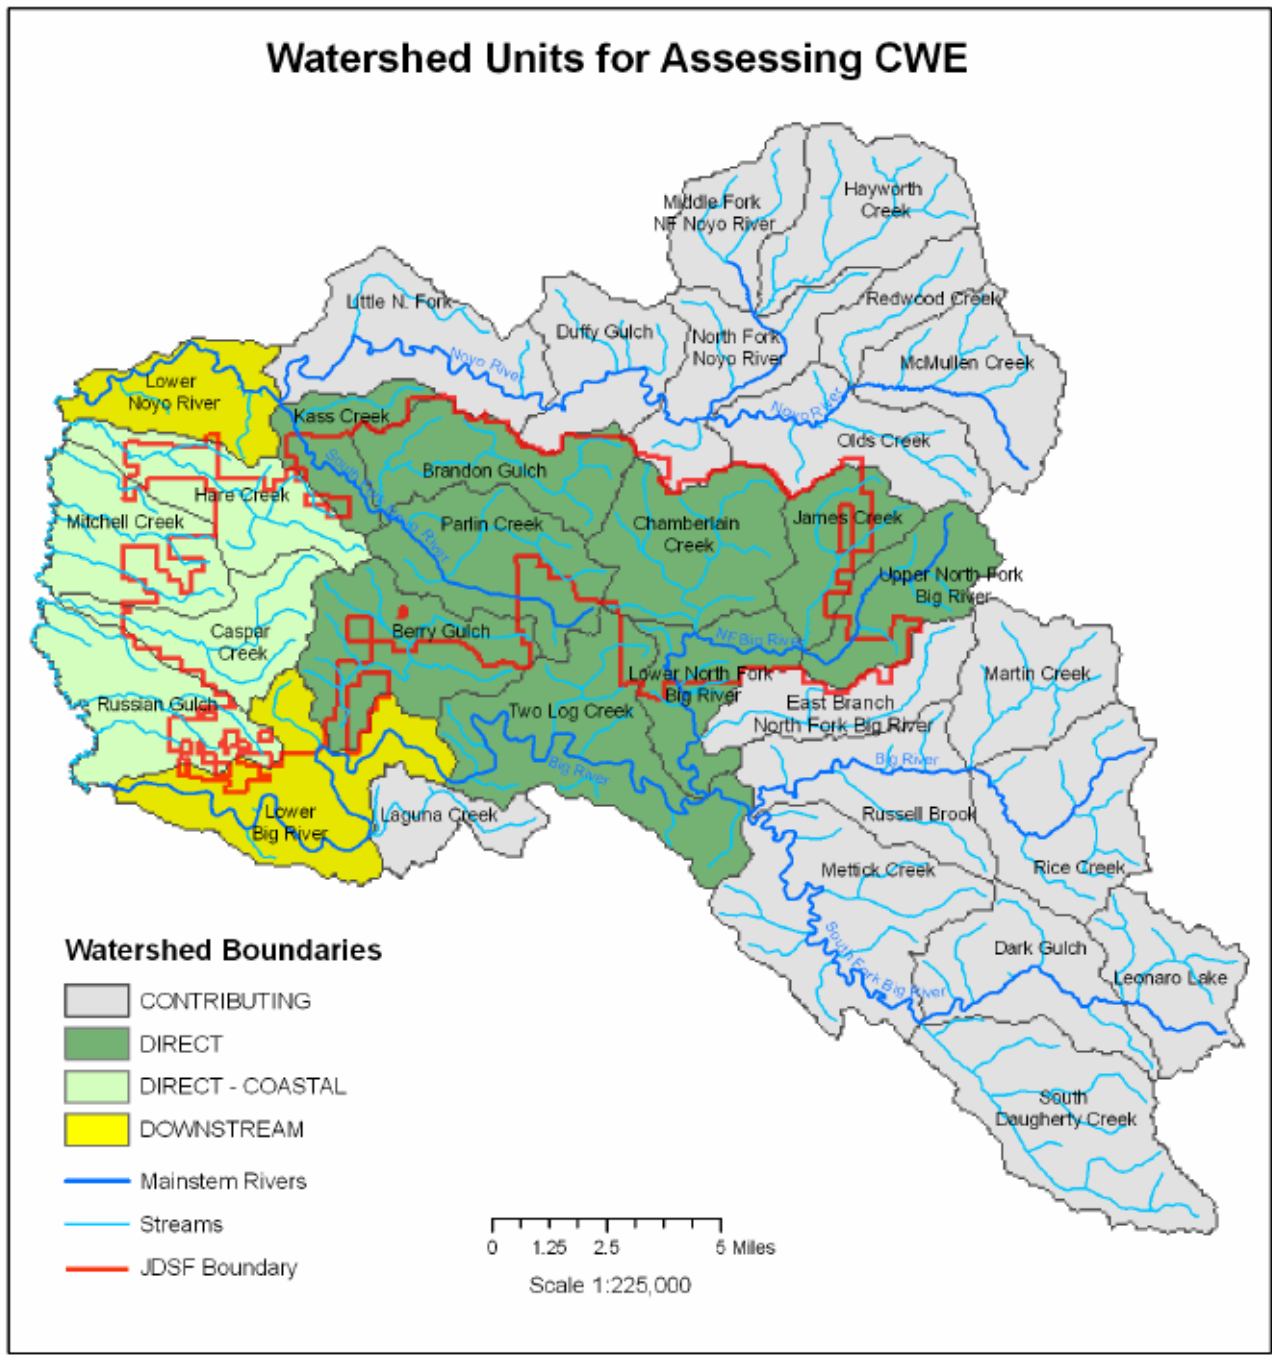 Watershed Units for Assessing CWE
Hayworth
Creek
Middle Fork
NF Noyo River
Redwood Creek
Little N. Fork
Duffy Gulch
North Fork
Noyo River
McMullen Creek
Noyo River
Lower
Noyo River
Noyo River
Kass Creek
Olds Creek
Brandon Gulch
South Fork Noyo River
Hare Creek
Mitchell Creek
Parlin Creek
Chamberlain
Creek
James Creek
Upper North Fork
Big River
Caspar
Creek
Berry Gulch
NF Big River
Lower North Fork
Big River
Martin Creek
Russian Gulch
Two Log Creek
East Branch
North Fork Big River
Big River
Big River
Lower
Big River
Laguna Creek
Russell Brook
Mettick Creek
Rice Creek
South Fork Big River
Dark Gulch
Leonaro Lake
South
Daugherty Creek
Watershed Boundaries
CONTRIBUTING
DIRECT
DIRECT - COASTAL
DOWNSTREAM
Mainstem Rivers
Streams
JDSF Boundary
0 1.25 2.5 5 Miles
Scale 1:225,000